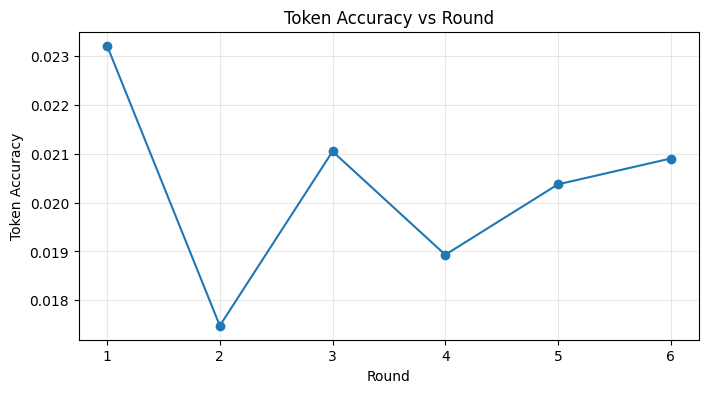 Token Accuracy vs Round
Token Accuracy
0.023
0.022
0.021
0.020
0.019
0.018
1 2 3 4 5 6
Round